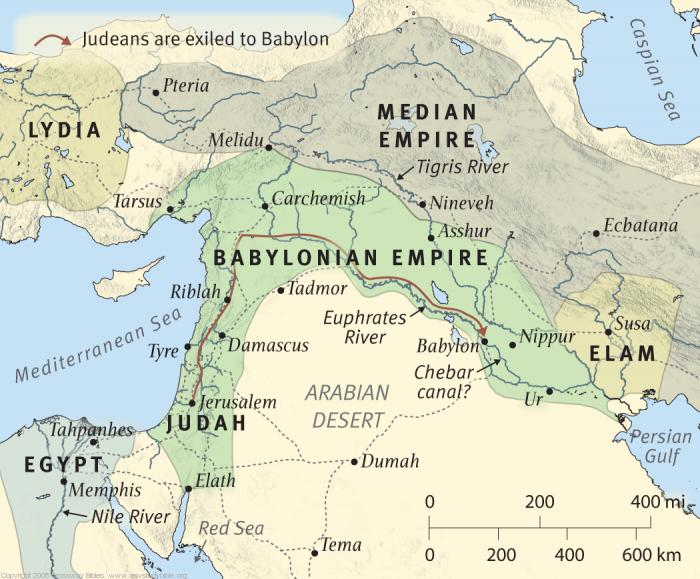 Judeans are exiled to Babylon
Caspian Sea
Pteria
LYDIA
MEDIAN
EMPIRE
Melidu
Tigris River
Tarsus
Carchemish
Nineveh
Asshur
Ecbatana
BABYLONIAN EMPIRE
Riblah
Tadmor
Mediterranean Sea
Euphrates
River
Susa
Tyre
Damascus
Babylon
Nippur
ELAM
Chebar
canal?
ARABIAN
DESERT
Jerusalem
JUDAH
Ur
Persian
Gulf
Tahpanhes
EGYPT
Memphis
Nile River
Elath
Dumah
Red Sea
Tema
0 200 400 mi.
0 200 400 600 km